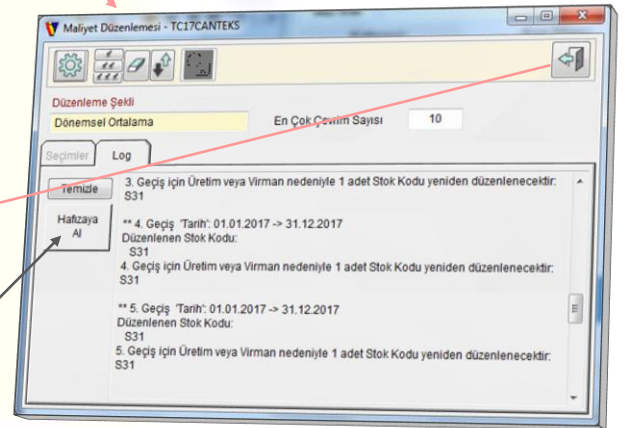 Maliyet Düzenlemesi - TC17CANTEKS
Düzenleme Şekli
Dönemsel Ortalama
En Çok Çevrim Sayısı 10
Seçimler Log
Temizle
Hafızaya
Al
3. Geçiş için Üretim veya Virman nedeniyle 1 adet Stok Kodu yeniden düzenlenecektir:
S31
** 4. Geçiş 'Tarih': 01.01.2017 -> 31.12.2017
Düzenlenen Stok Kodu:
S31
4. Geçiş için Üretim veya Virman nedeniyle 1 adet Stok Kodu yeniden düzenlenecektir:
S31
** 5. Geçiş 'Tarih': 01.01.2017 -> 31.12.2017
Düzenlenen Stok Kodu:
S31
5. Geçiş için Üretim veya Virman nedeniyle 1 adet Stok Kodu yeniden düzenlenecektir:
S31